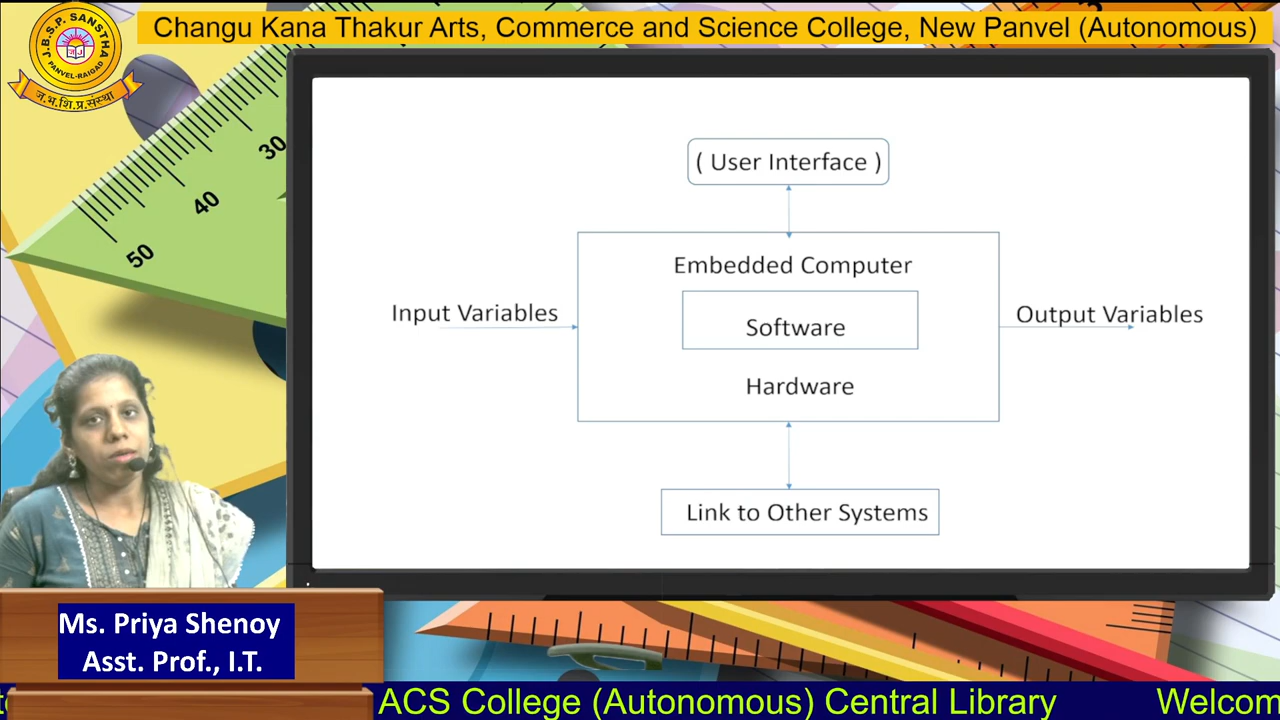 Changu Kana Thakur Arts, Commerce and Science College, New Panvel (Autonomous)
J.B.S.P. SANSTHA
PANVEL-RAIGAD
ज.भ.शि.प्र.संस्था
30
40
50
( User Interface )
Embedded Computer
Input Variables
Software
Output Variables
Hardware
Link to Other Systems
Ms. Priya Shenoy
Asst. Prof., I.T.
ACS College (Autonomous) Central Library Welcom